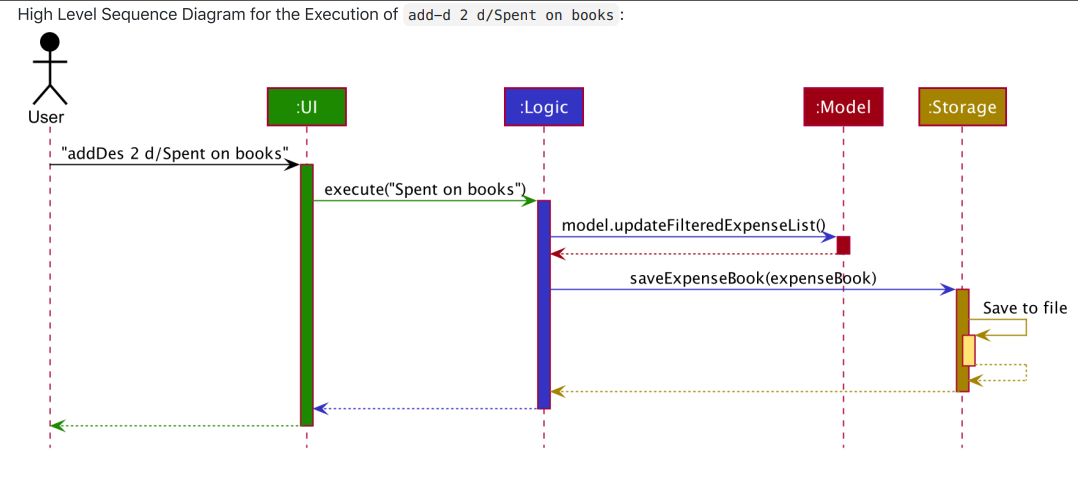 High Level Sequence Diagram for the Execution of add-d 2 d/Spent on books :
User
:UI
:Logic
:Model
:Storage
"addDes 2 d/Spent on books"
execute("Spent on books")
model.updateFilteredExpenseList()
saveExpenseBook(expenseBook)
Save to file